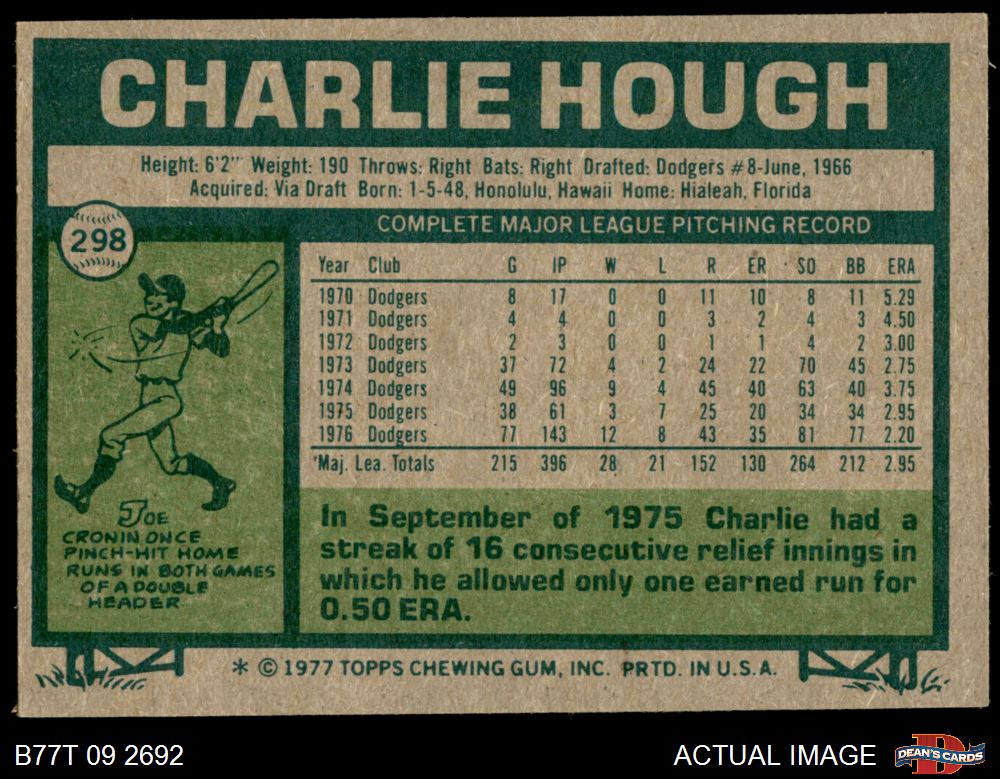 CHARLIE HOUGH
Height: 6'2" Weight: 190 Throws: Right Bats: Right Drafted: Dodgers #8-June, 1966
Acquired: Via Draft Born: 1-5-48, Honolulu, Hawaii Home: Hialeah, Florida
298
COMPLETE MAJOR LEAGUE PITCHING RECORD
Year Club G IP W L R ER SO BB ERA
1970 Dodgers 8 17 0 0 11 10 8 11 5.29
1971 Dodgers 4 4 0 0 3 2 4 3 4.50
1972 Dodgers 2 3 0 0 1 1 4 2 3.00
1973 Dodgers 37 72 4 2 24 22 70 45 2.75
1974 Dodgers 49 96 9 4 45 40 63 40 3.75
1975 Dodgers 38 61 3 7 25 20 34 34 2.95
1976 Dodgers 77 143 12 8 43 35 81 77 2.20
*Maj. Lea. Totals 215 396 28 21 152 130 264 212 2.95
JOE
CRONIN ONCE
PINCH-HIT HOME
RUNS IN BOTH GAMES
OF A DOUBLE
HEADER.
In September of 1975 Charlie had a
streak of 16 consecutive relief innings in
which he allowed only one earned run for
0.50 ERA.
* © 1977 TOPPS CHEWING GUM, INC. PRTD. IN U.S.A.
B77T 09 2692
ACTUAL IMAGE
DEAN'S CARDS